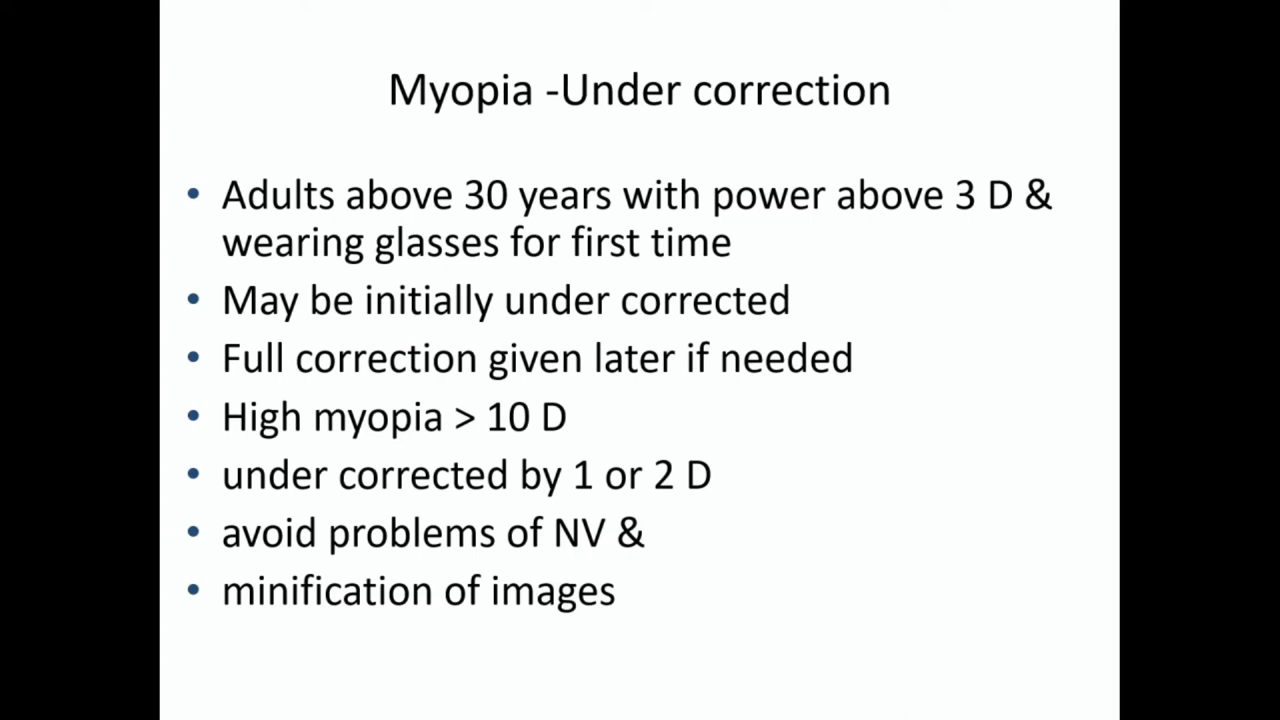 Myopia -Under correction
• Adults above 30 years with power above 3 D &
wearing glasses for first time
• May be initially under corrected
• Full correction given later if needed
• High myopia > 10 D
• under corrected by 1 or 2 D
• avoid problems of NV &
• minification of images